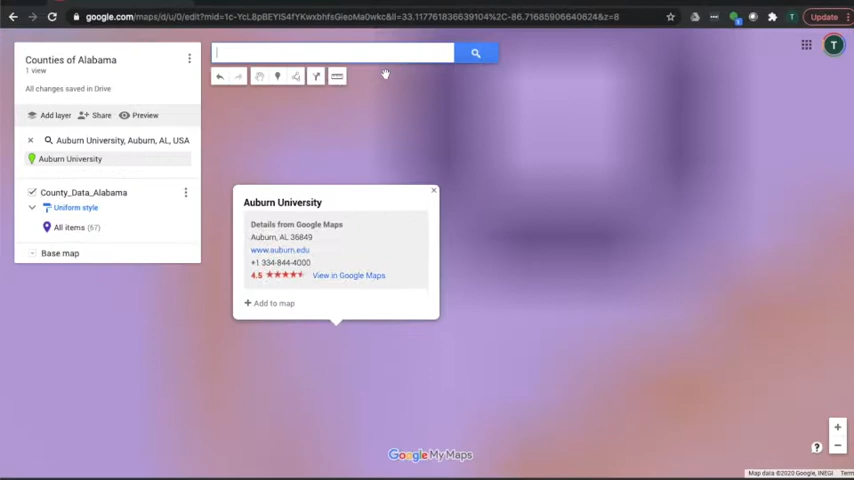 google.com/maps/d/u/0/edit?mid=1c-YcL8pBEYlS4fYKwxbhfsGieoMa0wkc&ll=33.117761836639104%2C-86.71685906640624&z=8
Update
Counties of Alabama
1 view
All changes saved in Drive
Add layer
Share
Preview
Auburn University, Auburn, AL, USA
Auburn University
County_Data_Alabama
Uniform style
All items (67)
Base map
T
T
Auburn University
Details from Google Maps
Auburn, AL 36849
www.auburn.edu
+1 334-844-4000
4.5
View in Google Maps
+ Add to map
Google My Maps
+
−
?
Map data ©2020 Google, INEGI
Term